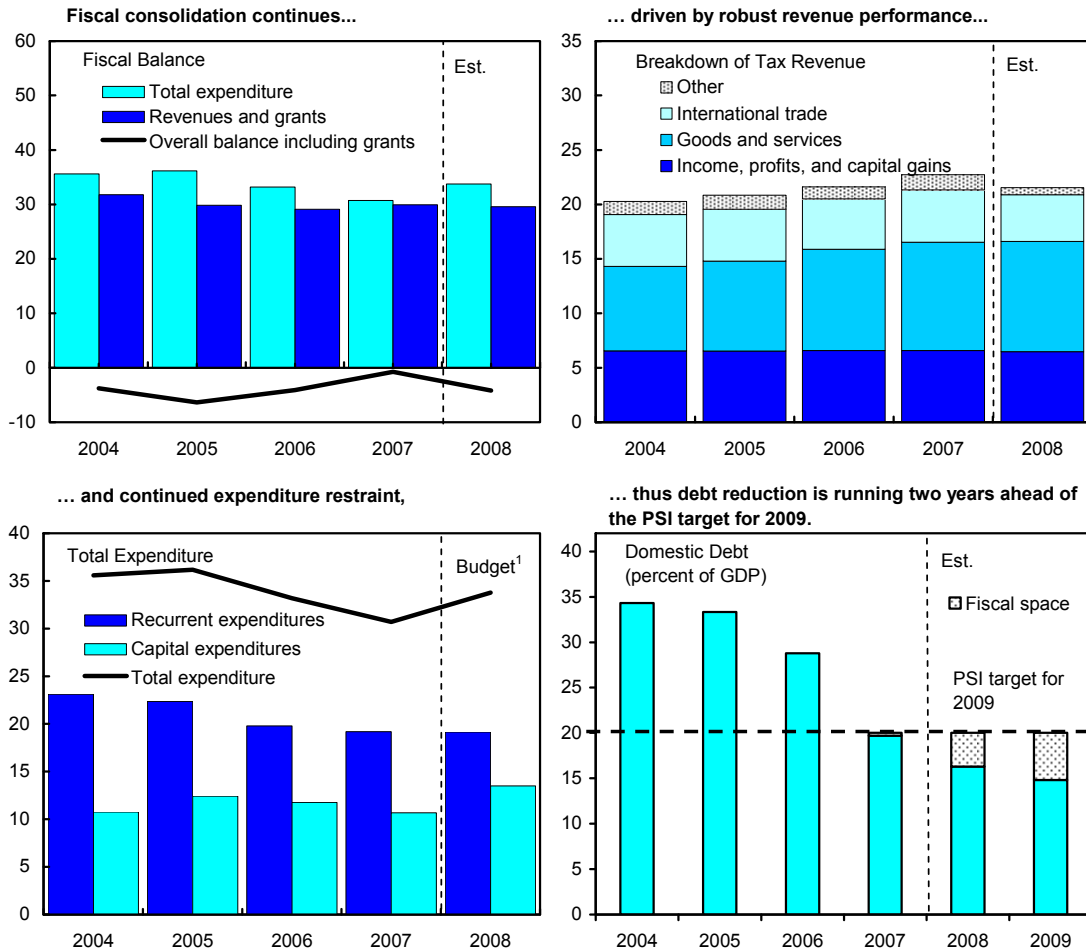 Fiscal consolidation continues...
60
50
40
30
20
10
0
-10
Fiscal Balance
Total expenditure
Revenues and grants
Overall balance including grants
Est.
2004 2005 2006 2007 2008
... driven by robust revenue performance...
35
30
25
20
15
10
5
0
Breakdown of Tax Revenue
Other
International trade
Goods and services
Income, profits, and capital gains
Est.
2004 2005 2006 2007 2008
... and continued expenditure restraint,
40
35
30
25
20
15
10
5
0
Total Expenditure
Recurrent expenditures
Capital expenditures
Total expenditure
Budget¹
2004 2005 2006 2007 2008
... thus debt reduction is running two years ahead of
the PSI target for 2009.
40
35
30
25
20
15
10
5
0
Domestic Debt
(percent of GDP)
Est.
Fiscal space
PSI target for
2009
2004 2005 2006 2007 2008 2009